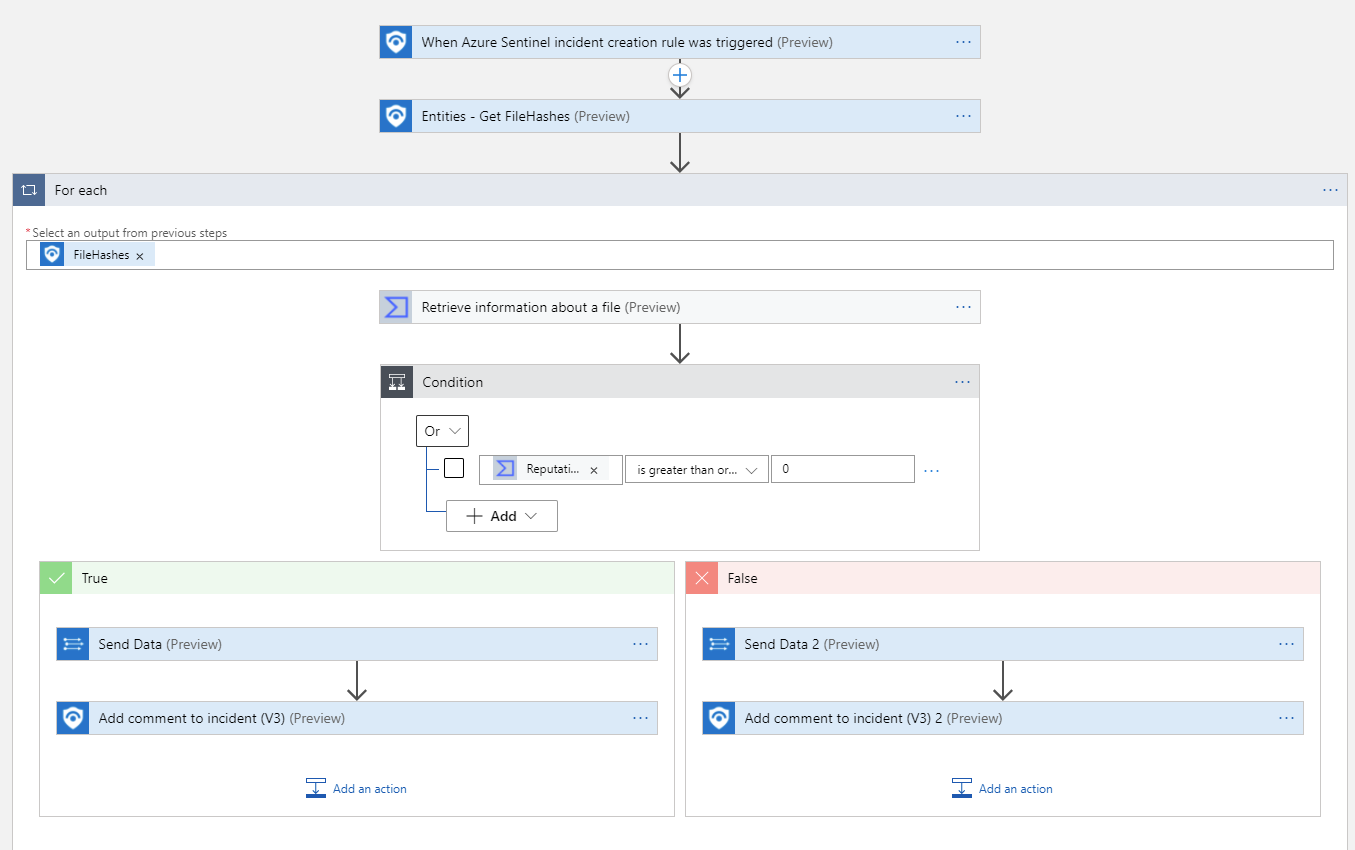 When Azure Sentinel incident creation rule was triggered (Preview)
Entities - Get FileHashes (Preview)
For each
*Select an output from previous steps
FileHashes ×
Retrieve information about a file (Preview)
Condition
Or
Reputati... × is greater than or... 0
+ Add
True
Send Data (Preview)
Add comment to incident (V3) (Preview)
Add an action
False
Send Data 2 (Preview)
Add comment to incident (V3) 2 (Preview)
Add an action